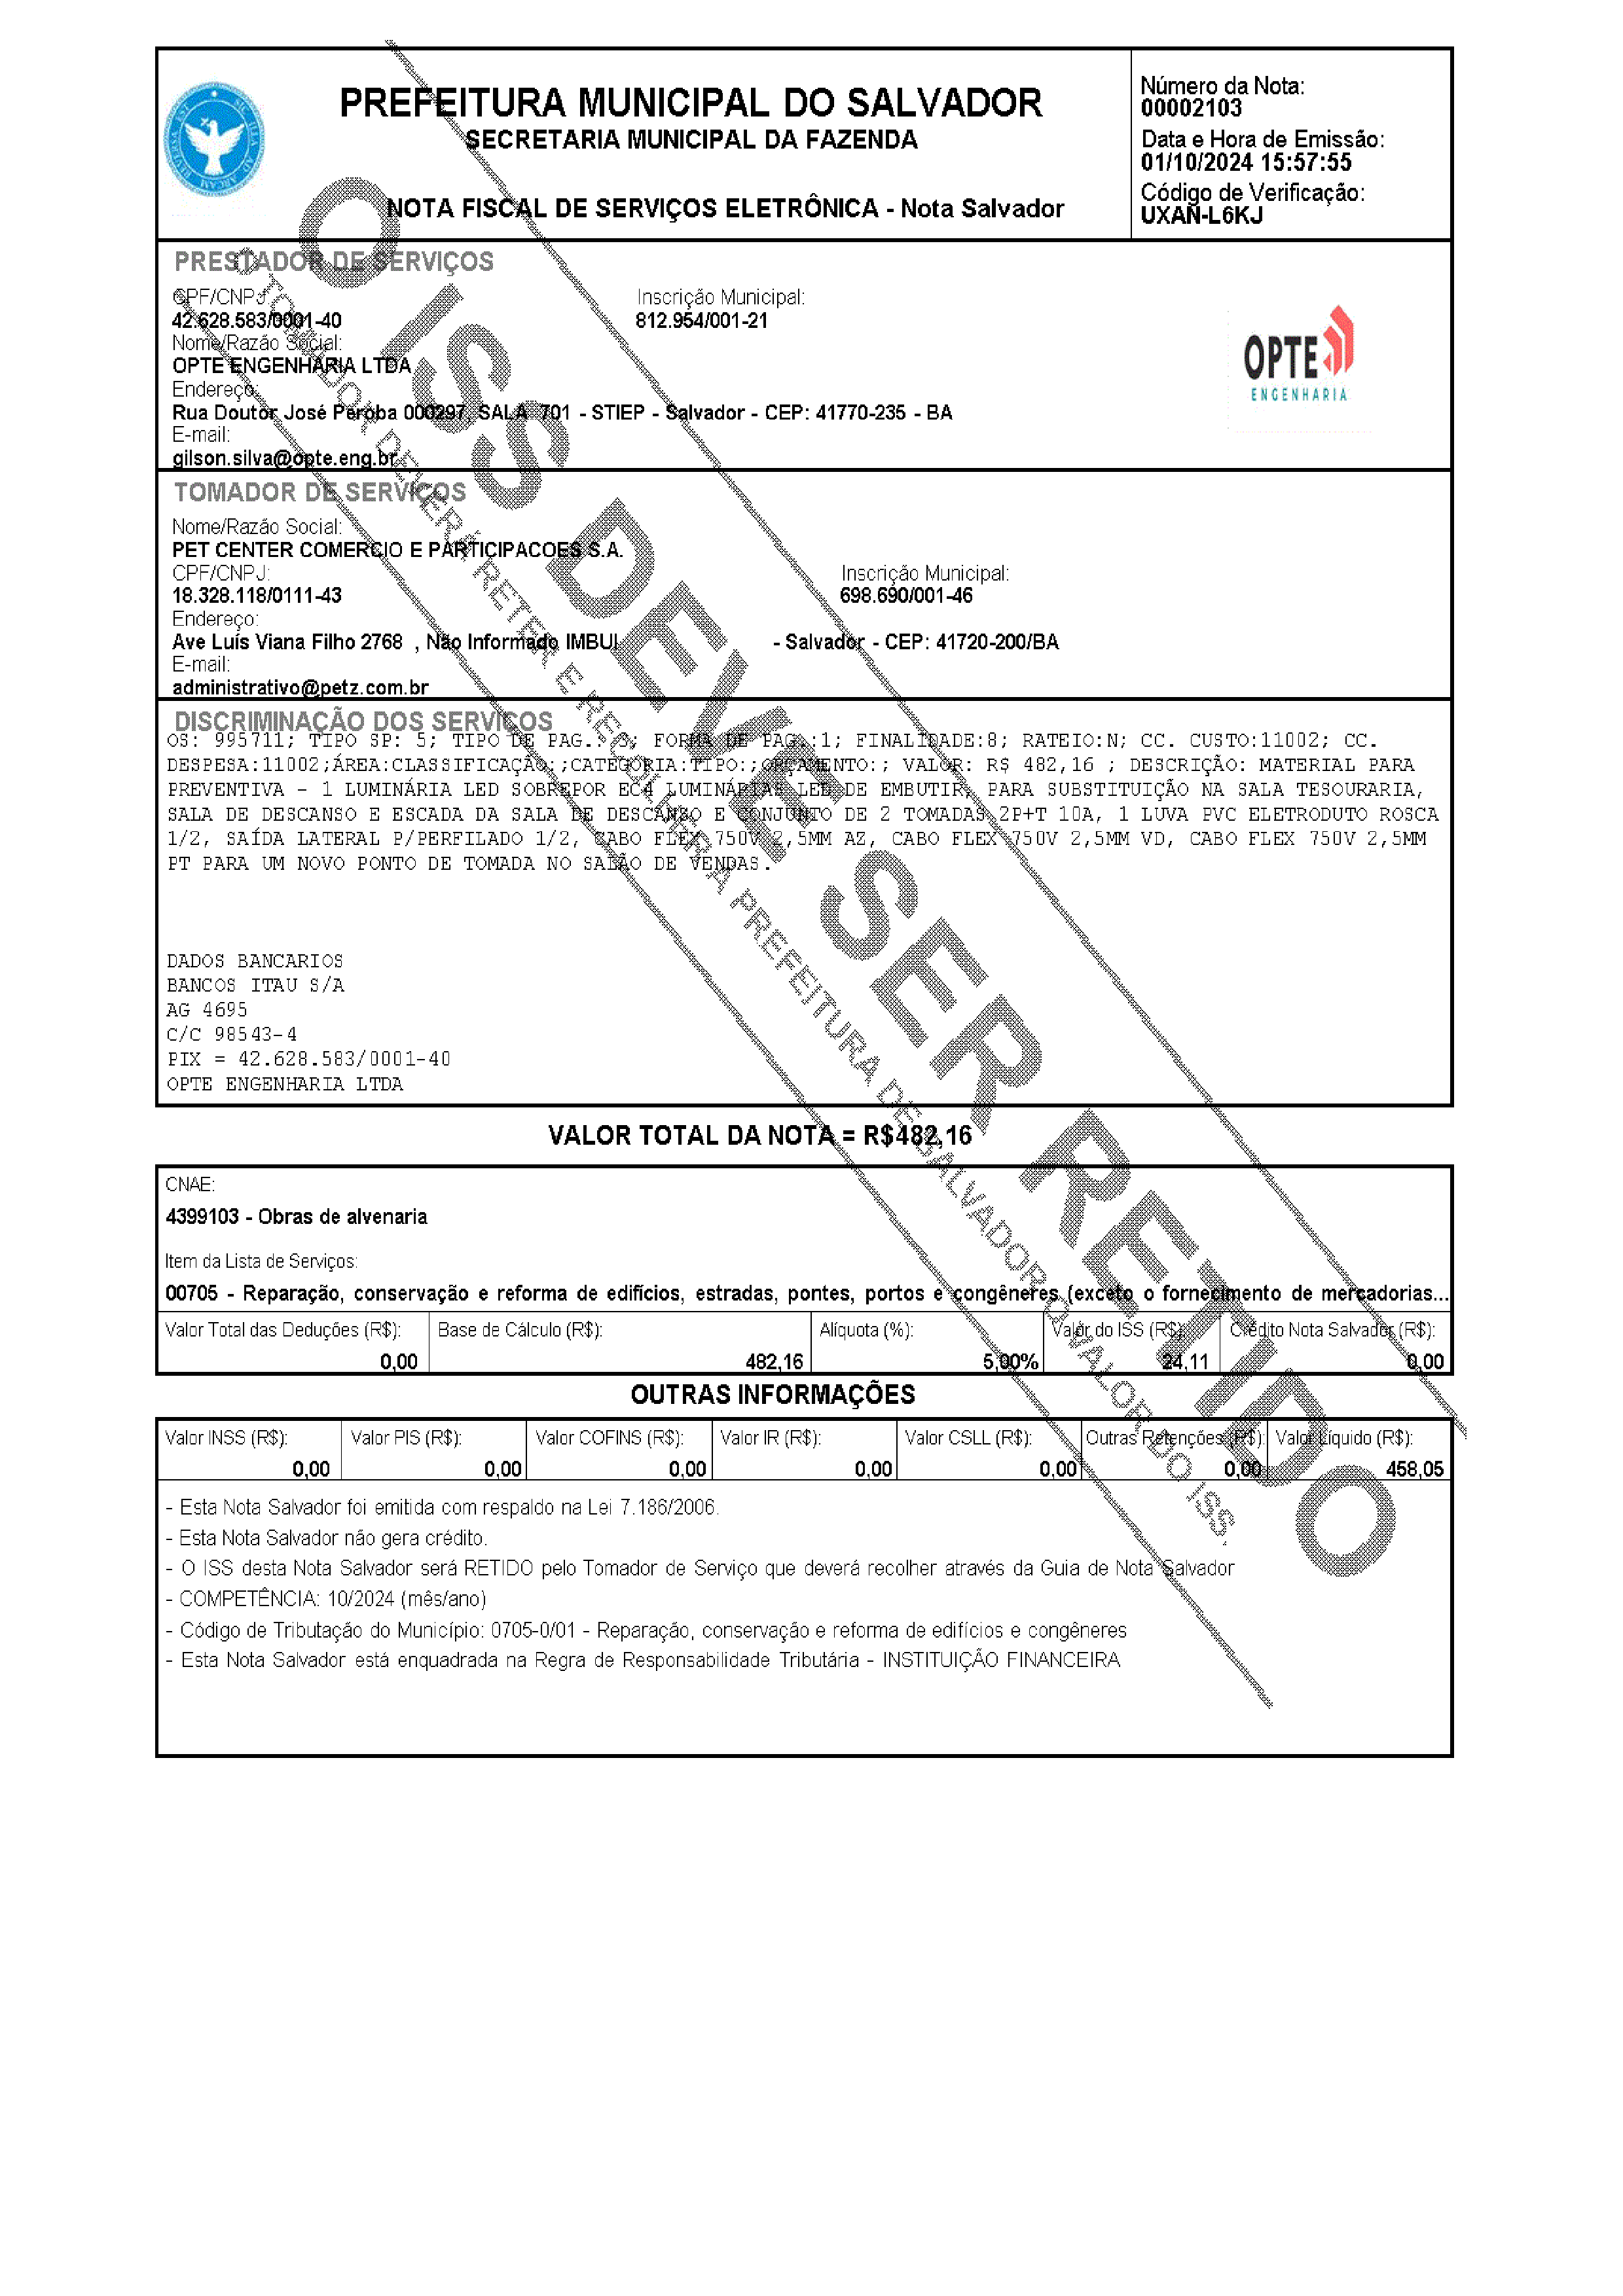 PREFEITURA MUNICIPAL DO SALVADOR
SECRETARIA MUNICIPAL DA FAZENDA
NOTA FISCAL DE SERVIÇOS ELETRÔNICA - Nota Salvador
Número da Nota:
00002103
Data e Hora de Emissão:
01/10/2024 15:57:55
Código de Verificação:
UXAN-L6KJ
PRESTADOR DE SERVIÇOS
CPF/CNPJ:
42.628.583/0001-40
Inscrição Municipal:
812.954/001-21
Nome/Razão Social:
OPTE ENGENHARIA LTDA
Endereço:
Rua Doutor José Peroba 000297, SALA 701 - STIEP - Salvador - CEP: 41770-235 - BA
E-mail:
gilson.silva@opte.eng.br
OPTE
ENGENHARIA
TOMADOR DE SERVIÇOS
Nome/Razão Social:
PET CENTER COMERCIO E PARTICIPACOES S.A.
CPF/CNPJ:
18.328.118/0111-43
Inscrição Municipal:
698.690/001-46
Endereço:
Ave Luís Viana Filho 2768 , Não Informado IMBUI - Salvador - CEP: 41720-200/BA
E-mail:
administrativo@petz.com.br
DISCRIMINAÇÃO DOS SERVIÇOS
OS: 995711; TIPO SP: 5; TIPO DE PAG.: 3; FORMA DE PAG.:1; FINALIDADE:8; RATEIO:N; CC. CUSTO:11002; CC.
DESPESA:11002;ÁREA:CLASSIFICAÇÃO:;CATEGORIA:TIPO:;ORÇAMENTO:; VALOR: R$ 482,16 ; DESCRIÇÃO: MATERIAL PARA
PREVENTIVA - 1 LUMINÁRIA LED SOBREPOR EC4 LUMINÁRIAS LED DE EMBUTIR, PARA SUBSTITUIÇÃO NA SALA TESOURARIA,
SALA DE DESCANSO E ESCADA DA SALA DE DESCANSO E CONJUNTO DE 2 TOMADAS 2P+T 10A, 1 LUVA PVC ELETRODUTO ROSCA
1/2, SAÍDA LATERAL P/PERFILADO 1/2, CABO FLEX 750V 2,5MM AZ, CABO FLEX 750V 2,5MM VD, CABO FLEX 750V 2,5MM
PT PARA UM NOVO PONTO DE TOMADA NO SALÃO DE VENDAS.
DADOS BANCARIOS
BANCOS ITAU S/A
AG 4695
C/C 98543-4
PIX = 42.628.583/0001-40
OPTE ENGENHARIA LTDA
VALOR TOTAL DA NOTA = R$482,16
CNAE:
4399103 - Obras de alvenaria
Item da Lista de Serviços:
00705 - Reparação, conservação e reforma de edifícios, estradas, pontes, portos e congêneres (exceto o fornecimento de mercadorias...
Valor Total das Deduções (R$): Base de Cálculo (R$): Alíquota (%): Valor do ISS (R$): Crédito Nota Salvador (R$):
0,00 482,16 5,00% 24,11 0,00
OUTRAS INFORMAÇÕES
Valor INSS (R$): Valor PIS (R$): Valor COFINS (R$): Valor IR (R$): Valor CSLL (R$): Outras Retenções (R$): Valor Líquido (R$):
0,00 0,00 0,00 0,00 0,00 0,00 458,05
- Esta Nota Salvador foi emitida com respaldo na Lei 7.186/2006.
- Esta Nota Salvador não gera crédito.
- O ISS desta Nota Salvador será RETIDO pelo Tomador de Serviço que deverá recolher através da Guia de Nota Salvador
- COMPETÊNCIA: 10/2024 (mês/ano)
- Código de Tributação do Município: 0705-0/01 - Reparação, conservação e reforma de edifícios e congêneres
- Esta Nota Salvador está enquadrada na Regra de Responsabilidade Tributária - INSTITUIÇÃO FINANCEIRA
O ISS DEVE SER RETIDO
O TOMADOR DEVERÁ RETER E RECOLHER A PREFEITURA DE SALVADOR O VALOR DO ISS.